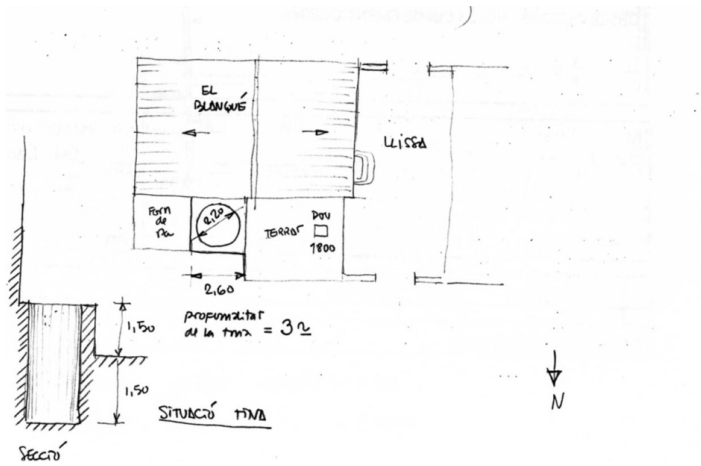 EL
BLANQUÉ
LLISSA
Forn
de
Pa
2,20
TERRAT
POU
1800
2,60
1,50
profunditat
de la tina = 3 m
1,50
SITUACIÓ TINA
N
SECCIÓ